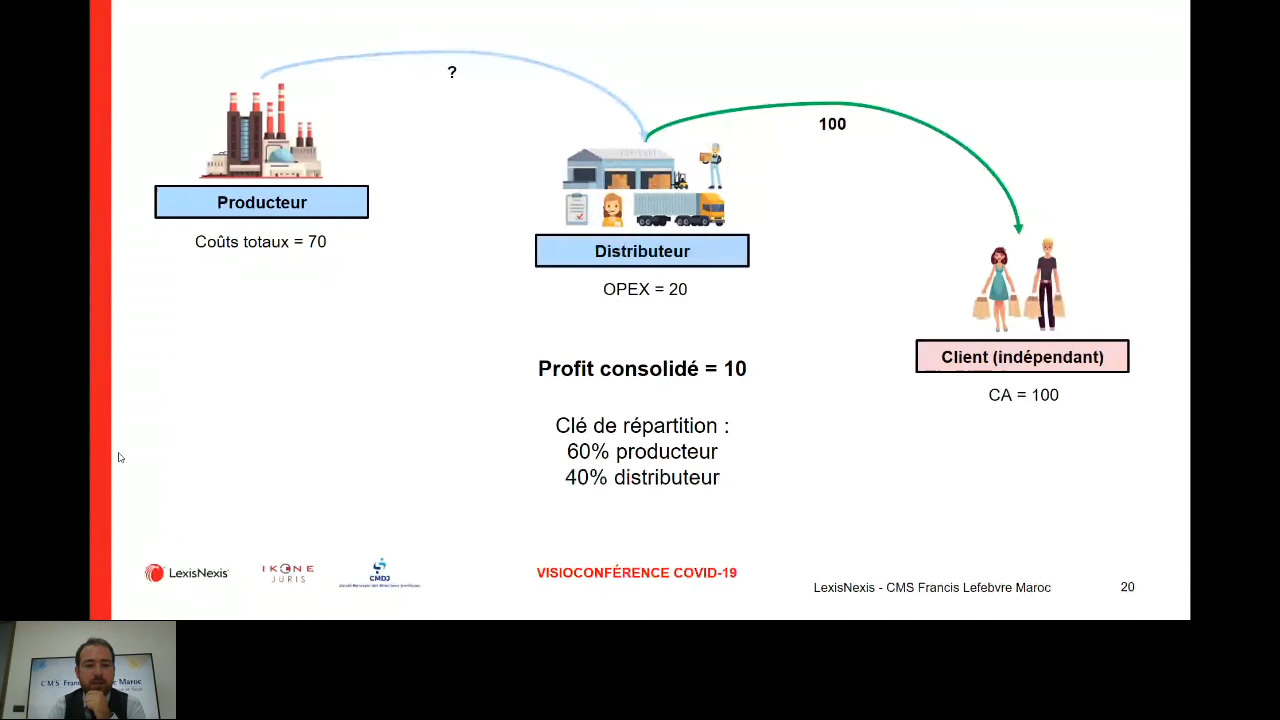 ?
100
Producteur
Coûts totaux = 70
Distributeur
OPEX = 20
Client (indépendant)
CA = 100
Profit consolidé = 10
Clé de répartition :
60% producteur
40% distributeur
LexisNexis
IKONE
JURIS
CMDJ
VISIOCONFÉRENCE COVID-19
LexisNexis - CMS Francis Lefebvre Maroc
20
Maroc